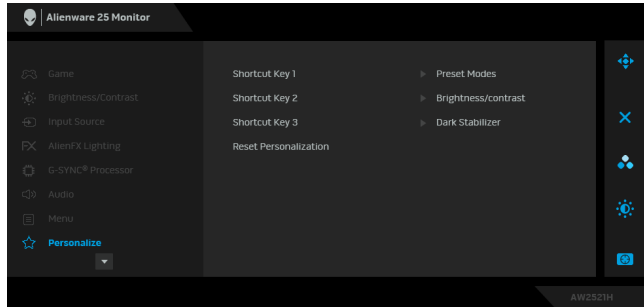 Alienware 25 Monitor
Game
Brightness/Contrast
Input Source
AlienFX Lighting
G-SYNC® Processor
Audio
Menu
Personalize
Shortcut Key 1
Preset Modes
Shortcut Key 2
Brightness/contrast
Shortcut Key 3
Dark Stabilizer
Reset Personalization
AW2521H